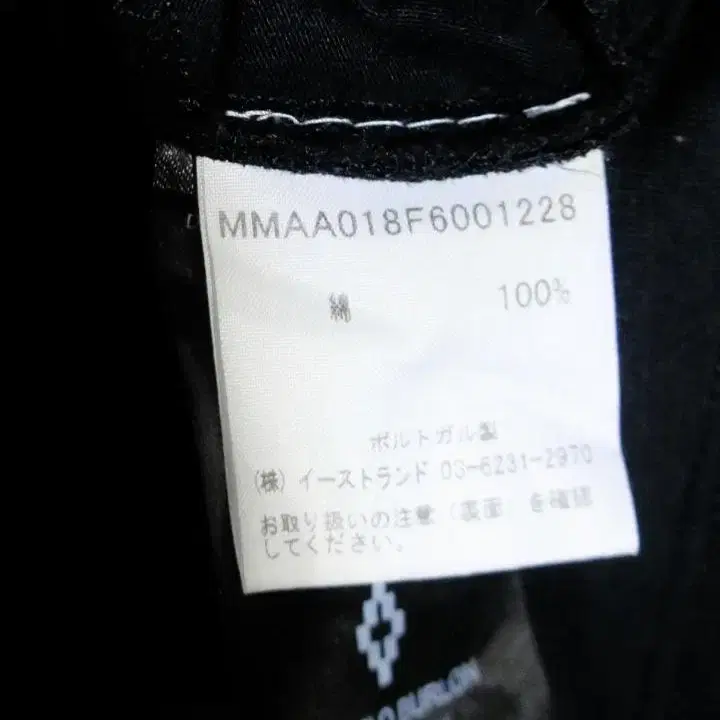 MMAA018F6001228
綿 100%
ポルトガル製
(株) イーストランド 03-6231-2970
お取り扱いの注意(裏面 を確認
してください。
BURLON